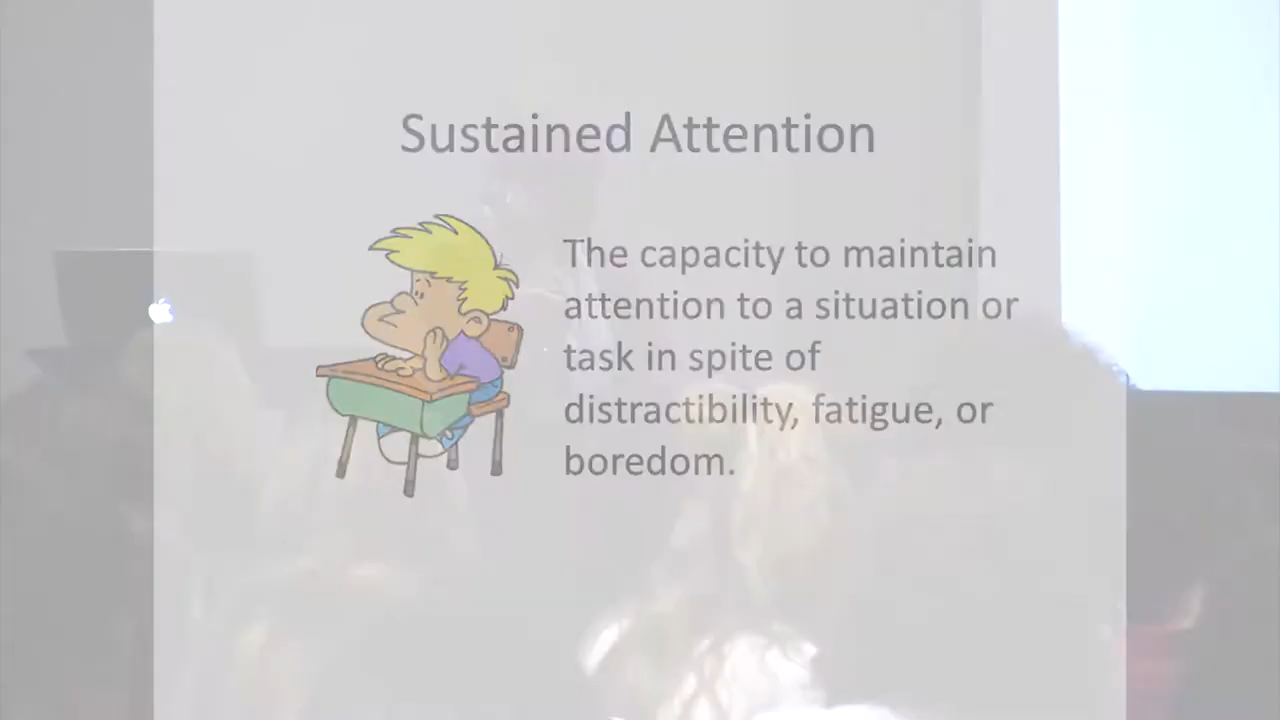 Sustained Attention
The capacity to maintain
attention to a situation or
task in spite of
distractibility, fatigue, or
boredom.